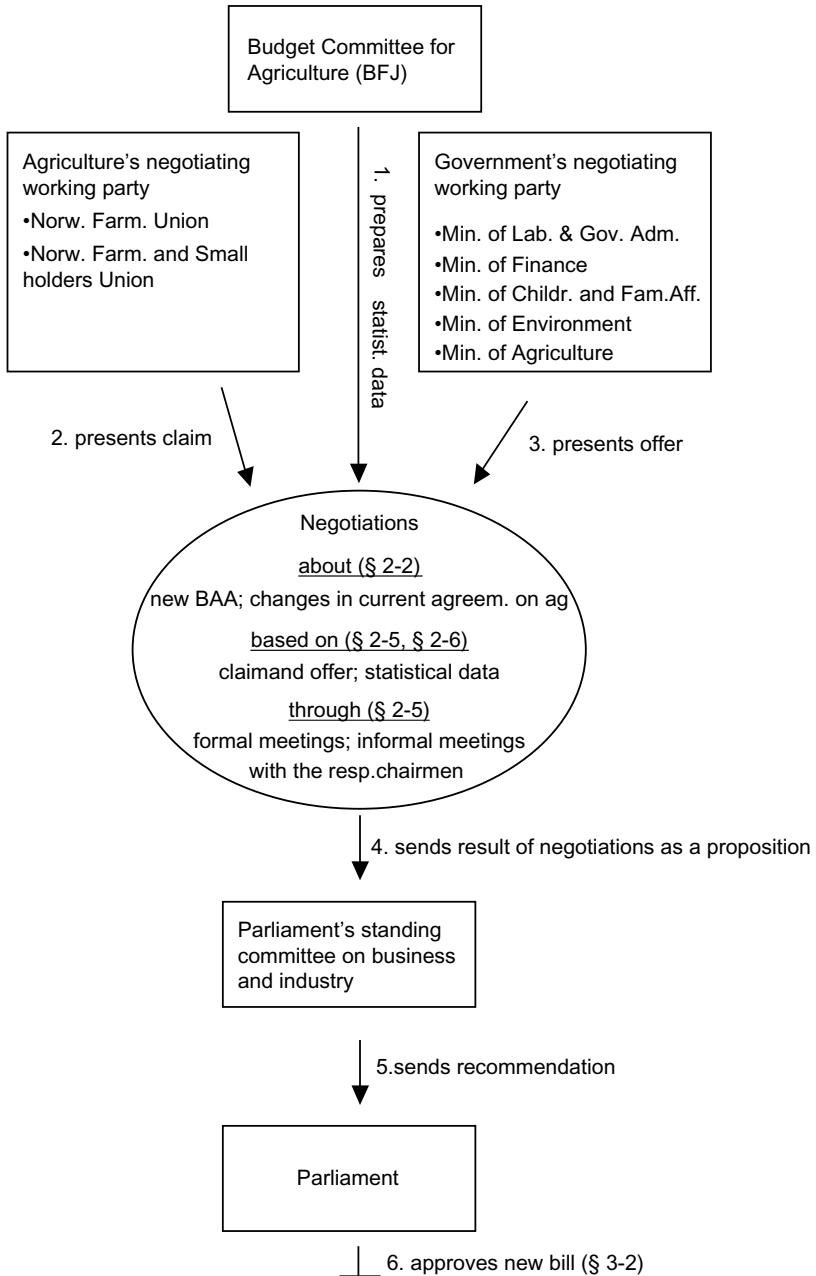 Budget Committee for
Agriculture (BFJ)
Agriculture’s negotiating
working party
•Norw. Farm. Union
•Norw. Farm. and Small
holders Union
1. prepares statist. data
Government’s negotiating
working party
•Min. of Lab. & Gov. Adm.
•Min. of Finance
•Min. of Childr. and Fam.Aff.
•Min. of Environment
•Min. of Agriculture
2. presents claim
3. presents offer
Negotiations
about (§ 2-2)
new BAA; changes in current agreem. on ag
based on (§ 2-5, § 2-6)
claimand offer; statistical data
through (§ 2-5)
formal meetings; informal meetings
with the resp.chairmen
4. sends result of negotiations as a proposition
Parliament’s standing
committee on business
and industry
5.sends recommendation
Parliament
6. approves new bill (§ 3-2)